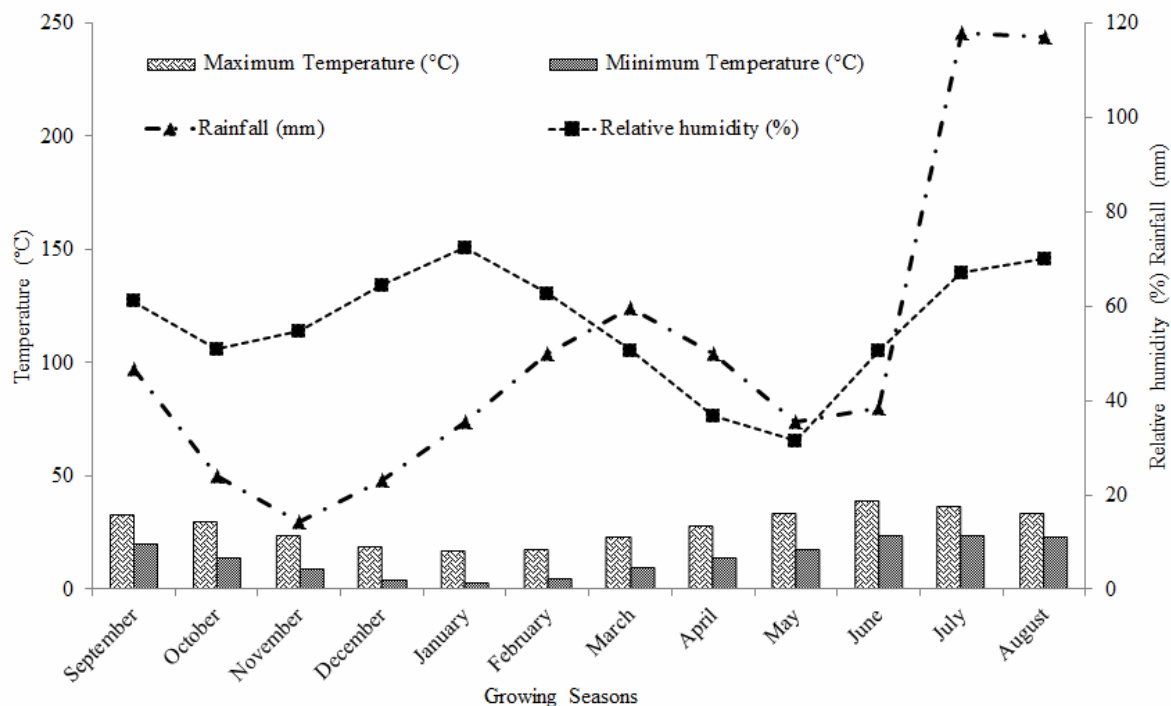 250
200
150
100
50
0
Temperature (°C)
Maximum Temperature (°C)
Miinimum Temperature (°C)
Rainfall (mm)
Relative humidity (%)
120
100
80
60
40
20
0
Relative humidity (%) Rainfall (mm)
September
October
November
December
January
February
March
April
May
June
July
August
Growing Seasons